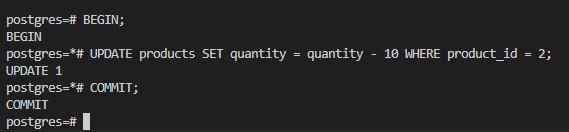 postgres=# BEGIN;
BEGIN
postgres=*# UPDATE products SET quantity = quantity - 10 WHERE product_id = 2;
UPDATE 1
postgres=*# COMMIT;
COMMIT
postgres=#